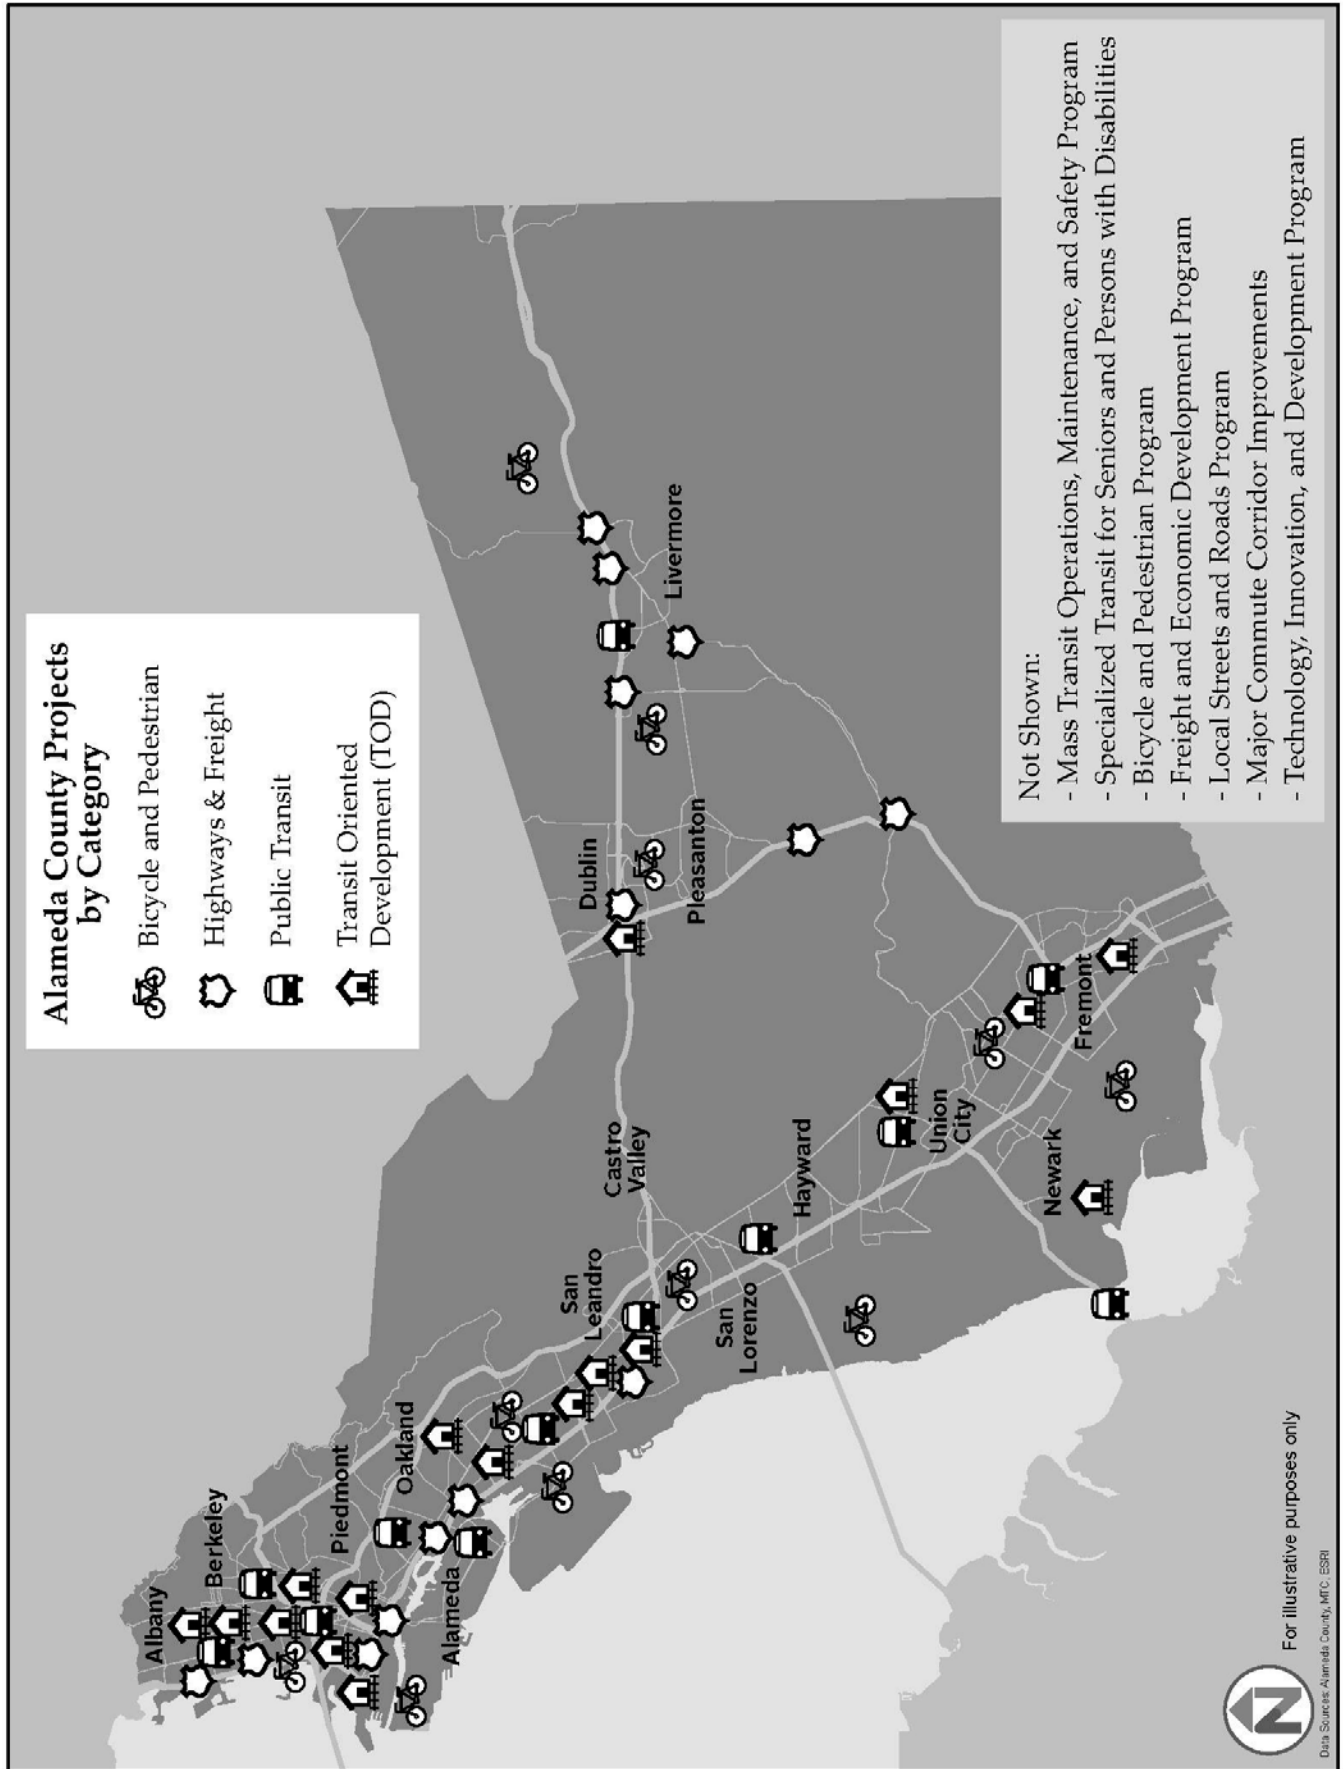 Alameda County Projects
by Category
Bicycle and Pedestrian
Highways & Freight
Public Transit
Transit Oriented
Development (TOD)
Albany
Berkeley
Piedmont
Oakland
Alameda
San
Leandro
San
Lorenzo
Castro
Valley
Hayward
Union
City
Newark
Fremont
Dublin
Pleasanton
Livermore
Not Shown:
- Mass Transit Operations, Maintenance, and Safety Program
- Specialized Transit for Seniors and Persons with Disabilities
- Bicycle and Pedestrian Program
- Freight and Economic Development Program
- Local Streets and Roads Program
- Major Commute Corridor Improvements
- Technology, Innovation, and Development Program
N
For illustrative purposes only
Data Sources: Alameda County, MTC, ESRI